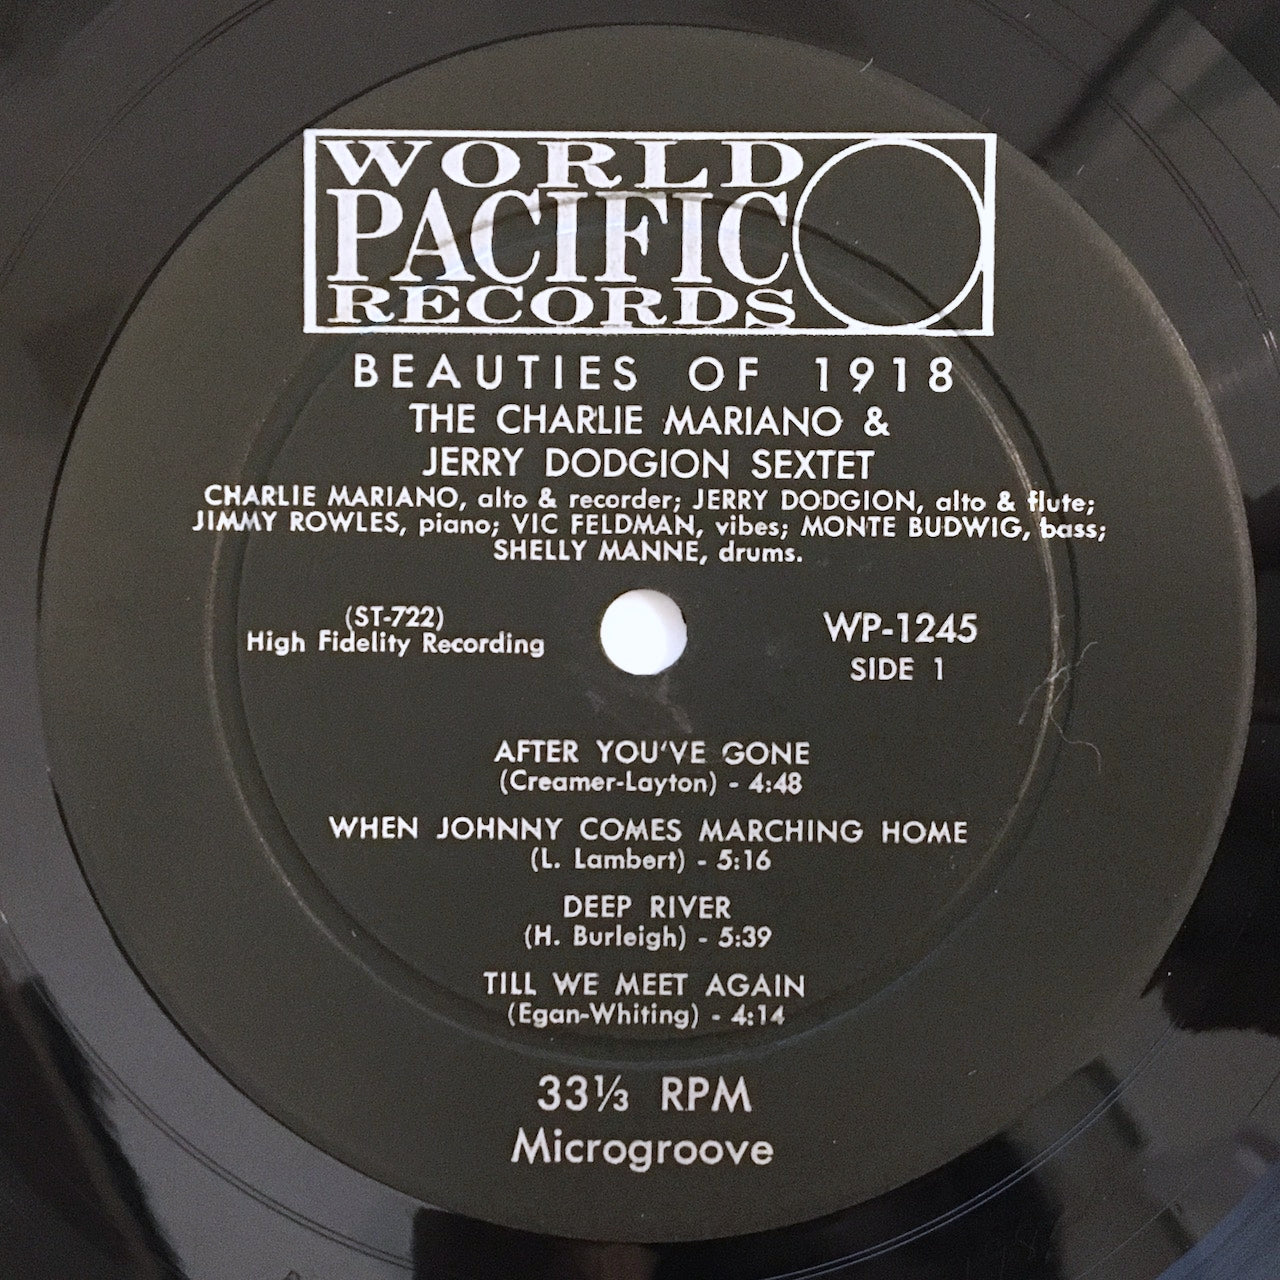 WORLD
PACIFIC
RECORDS
BEAUTIES OF 1918
THE CHARLIE MARIANO &
JERRY DODGION SEXTET
CHARLIE MARIANO, alto & recorder; JERRY DODGION, alto & flute;
JIMMY ROWLES, piano; VIC FELDMAN, vibes; MONTE BUDWIG, bass;
SHELLY MANNE, drums.
(ST-722)
High Fidelity Recording
WP-1245
SIDE 1
AFTER YOU'VE GONE
(Creamer-Layton) - 4:48
WHEN JOHNNY COMES MARCHING HOME
(L. Lambert) - 5:16
DEEP RIVER
(H. Burleigh) - 5:39
TILL WE MEET AGAIN
(Egan-Whiting) - 4:14
33⅓ RPM
Microgroove